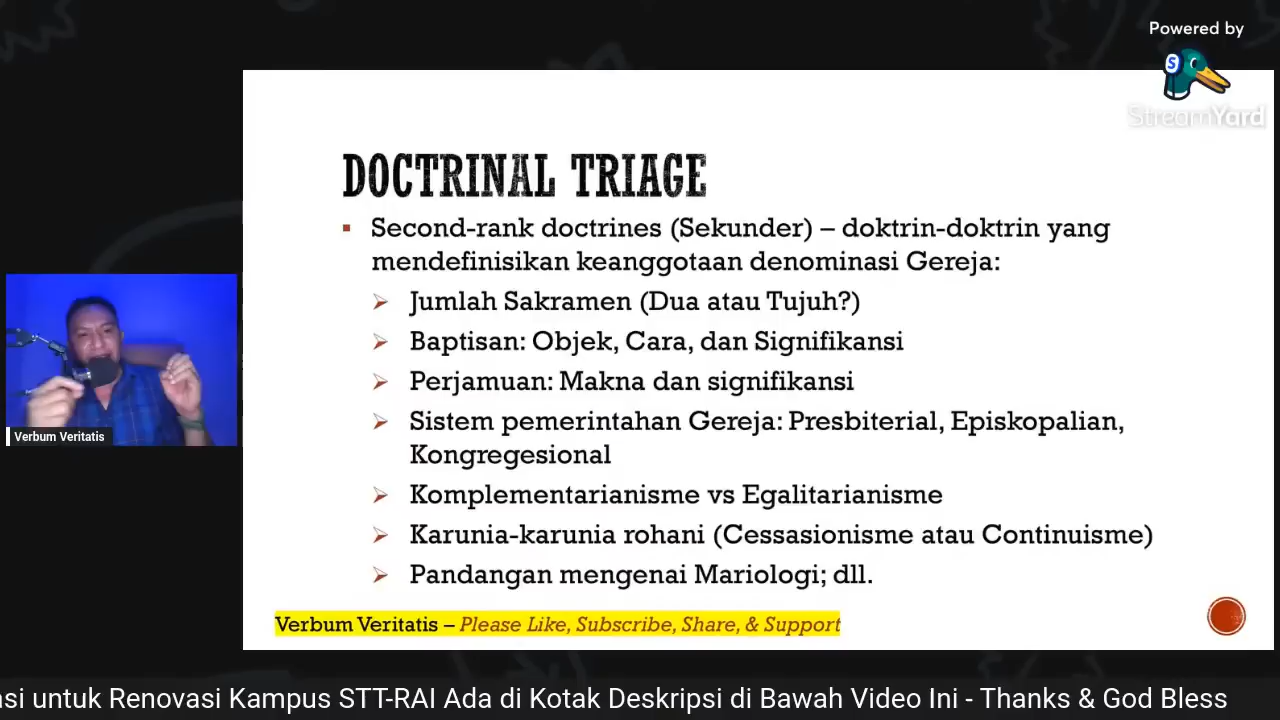 Powered by
StreamYard
DOCTRINAL TRIAGE
Second-rank doctrines (Sekunder) – doktrin-doktrin yang
mendefinisikan keanggotaan denominasi Gereja:
Jumlah Sakramen (Dua atau Tujuh?)
Baptisan: Objek, Cara, dan Signifikansi
Perjamuan: Makna dan signifikansi
Sistem pemerintahan Gereja: Presbiterial, Episkopalian,
Kongregesional
Komplementarianisme vs Egalitarianisme
Karunia-karunia rohani (Cessasionisme atau Continuisme)
Pandangan mengenai Mariologi; dll.
Verbum Veritatis – Please Like, Subscribe, Share, & Support
Verbum Veritatis
asi untuk Renovasi Kampus STT-RAI Ada di Kotak Deskripsi di Bawah Video Ini - Thanks & God Bless